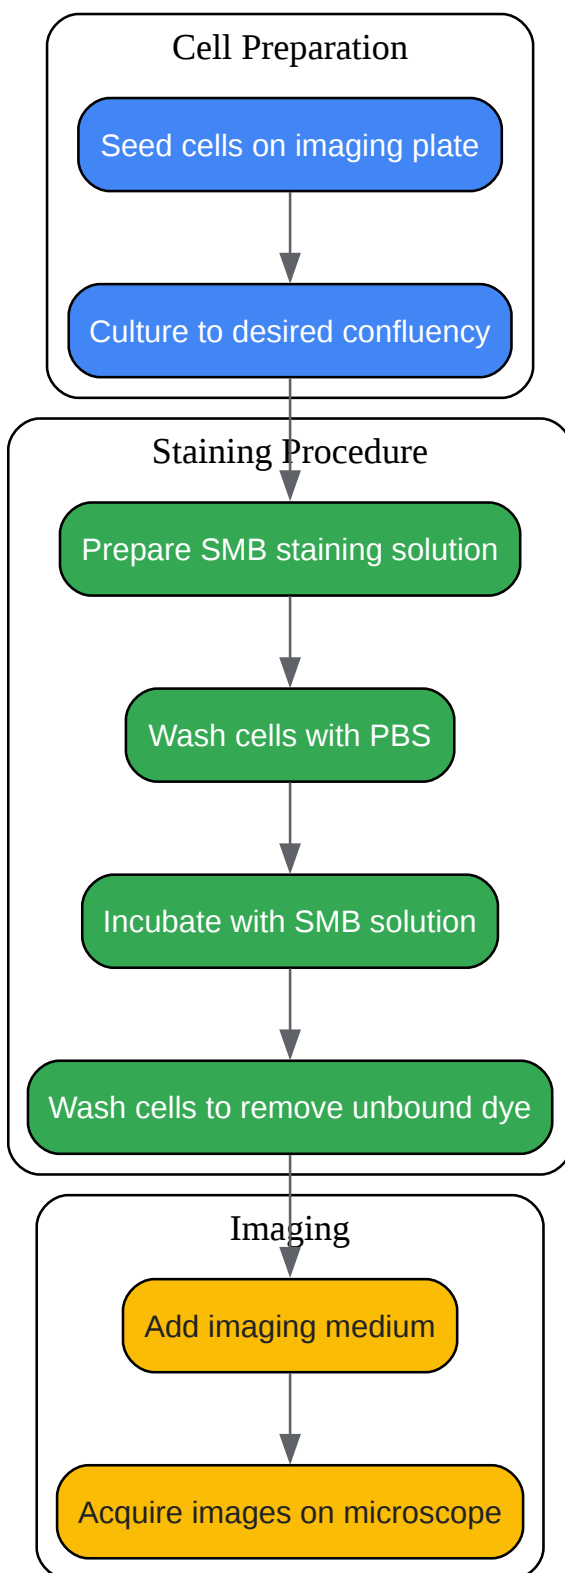 Cell Preparation
Seed cells on imaging plate
Culture to desired confluency
Staining Procedure
Prepare SMB staining solution
Wash cells with PBS
Incubate with SMB solution
Wash cells to remove unbound dye
Imaging
Add imaging medium
Acquire images on microscope